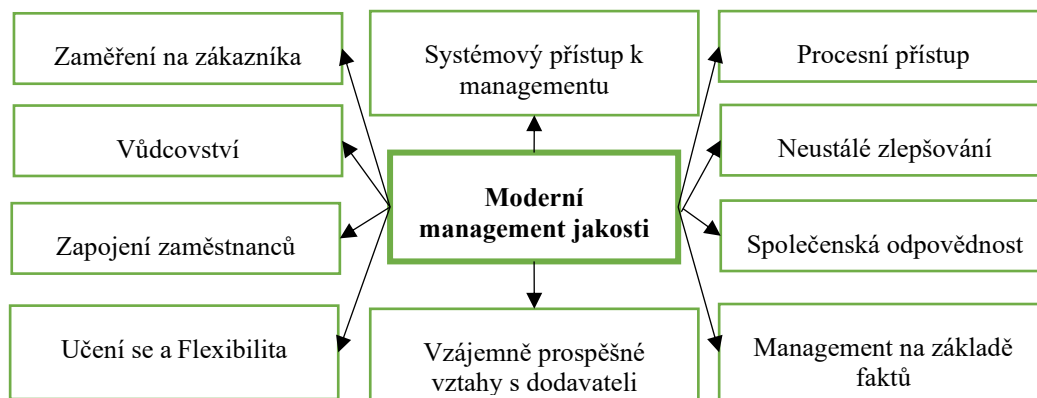 Zaměření na zákazníka
Systémový přístup k
managementu
Procesní přístup
Vůdcovství
Neustálé zlepšování
Moderní
management jakosti
Zapojení zaměstnanců
Společenská odpovědnost
Učení se a Flexibilita
Vzájemně prospěšné
vztahy s dodavateli
Management na základě
faktů